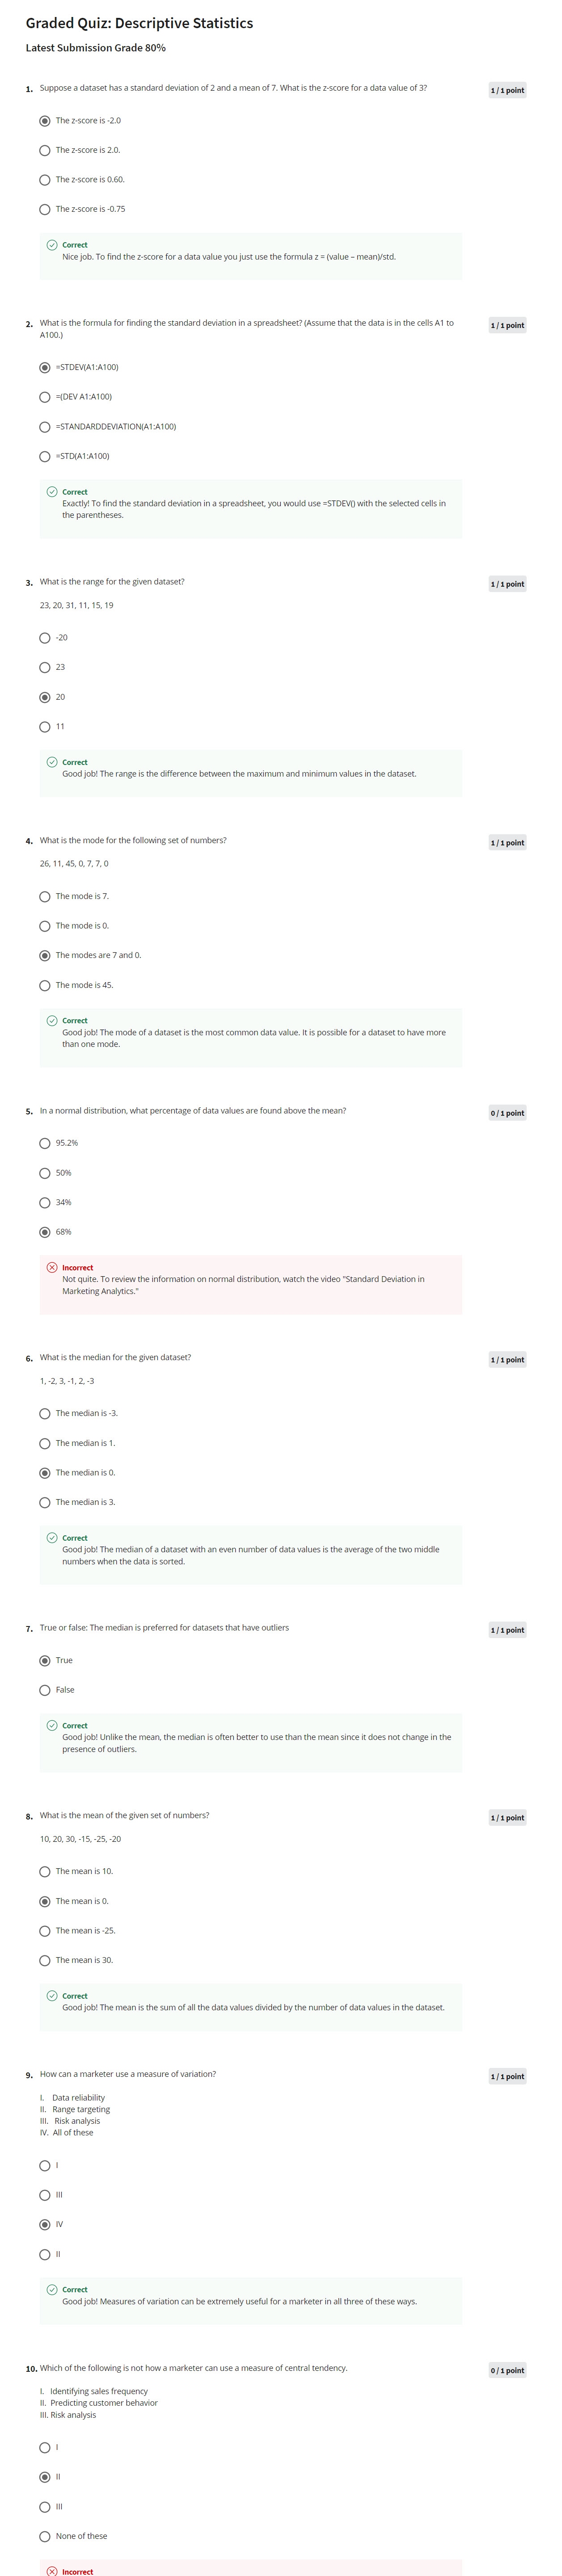 Graded Quiz: Descriptive Statistics
Latest Submission Grade 80%
1. Suppose a dataset has a standard deviation of 2 and a mean of 7. What is the z-score for a data value of 3?
1 / 1 point
The z-score is -2.0
The z-score is 2.0.
The z-score is 0.60.
The z-score is -0.75
Correct
Nice job. To find the z-score for a data value you just use the formula z = (value – mean)/std.
2. What is the formula for finding the standard deviation in a spreadsheet? (Assume that the data is in the cells A1 to
A100.)
1 / 1 point
=STDEV(A1:A100)
=(DEV A1:A100)
=STANDARDDEVIATION(A1:A100)
=STD(A1:A100)
Correct
Exactly! To find the standard deviation in a spreadsheet, you would use =STDEV() with the selected cells in
the parentheses.
3. What is the range for the given dataset?
1 / 1 point
23, 20, 31, 11, 15, 19
-20
23
20
11
Correct
Good job! The range is the difference between the maximum and minimum values in the dataset.
4. What is the mode for the following set of numbers?
1 / 1 point
26, 11, 45, 0, 7, 7, 0
The mode is 7.
The mode is 0.
The modes are 7 and 0.
The mode is 45.
Correct
Good job! The mode of a dataset is the most common data value. It is possible for a dataset to have more
than one mode.
5. In a normal distribution, what percentage of data values are found above the mean?
0 / 1 point
95.2%
50%
34%
68%
Incorrect
Not quite. To review the information on normal distribution, watch the video "Standard Deviation in
Marketing Analytics."
6. What is the median for the given dataset?
1 / 1 point
1, -2, 3, -1, 2, -3
The median is -3.
The median is 1.
The median is 0.
The median is 3.
Correct
Good job! The median of a dataset with an even number of data values is the average of the two middle
numbers when the data is sorted.
7. True or false: The median is preferred for datasets that have outliers
1 / 1 point
True
False
Correct
Good job! Unlike the mean, the median is often better to use than the mean since it does not change in the
presence of outliers.
8. What is the mean of the given set of numbers?
1 / 1 point
10, 20, 30, -15, -25, -20
The mean is 10.
The mean is 0.
The mean is -25.
The mean is 30.
Correct
Good job! The mean is the sum of all the data values divided by the number of data values in the dataset.
9. How can a marketer use a measure of variation?
1 / 1 point
I. Data reliability
II. Range targeting
III. Risk analysis
IV. All of these
I
III
IV
II
Correct
Good job! Measures of variation can be extremely useful for a marketer in all three of these ways.
10. Which of the following is not how a marketer can use a measure of central tendency.
0 / 1 point
I. Identifying sales frequency
II. Predicting customer behavior
III. Risk analysis
I
II
III
None of these
Incorrect